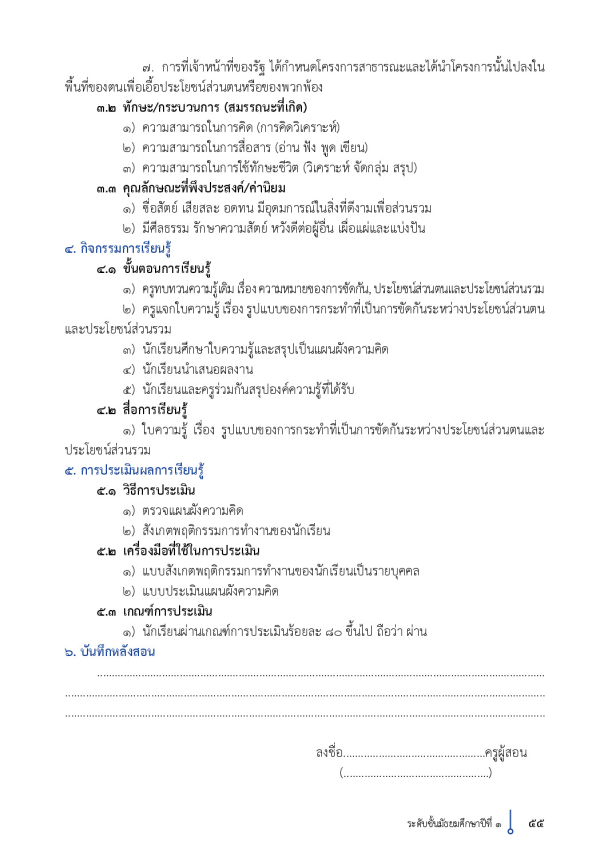 ๗. การที่เจ้าหน้าที่ของรัฐ ได้กำหนดโครงการสาธารณะและได้นำโครงการนั้นไปลงใน
พื้นที่ของตนเพื่อเอื้อประโยชน์ส่วนตนหรือของพวกพ้อง
๓.๒ ทักษะ/กระบวนการ (สมรรถนะที่เกิด)
๑) ความสามารถในการคิด (การคิดวิเคราะห์)
๒) ความสามารถในการสื่อสาร (อ่าน ฟัง พูด เขียน)
๓) ความสามารถในการใช้ทักษะชีวิต (วิเคราะห์ จัดกลุ่ม สรุป)
๓.๓ คุณลักษณะที่พึงประสงค์/ค่านิยม
๑) ซื่อสัตย์ เสียสละ อดทน มีอุดมการณ์ในสิ่งที่ดีงามเพื่อส่วนรวม
๒) มีศีลธรรม รักษาความสัตย์ หวังดีต่อผู้อื่น เผื่อแผ่และแบ่งปัน
๔. กิจกรรมการเรียนรู้
๔.๑ ขั้นตอนการเรียนรู้
๑) ครูทบทวนความรู้เดิม เรื่อง ความหมายของการขัดกัน, ประโยชน์ส่วนตนและประโยชน์ส่วนรวม
๒) ครูแจกใบความรู้ เรื่อง รูปแบบของการกระทำที่เป็นการขัดกันระหว่างประโยชน์ส่วนตน
และประโยชน์ส่วนรวม
๓) นักเรียนศึกษาใบความรู้และสรุปเป็นแผนผังความคิด
๔) นักเรียนนำเสนอผลงาน
๕) นักเรียนและครูร่วมกันสรุปองค์ความรู้ที่ได้รับ
๔.๒ สื่อการเรียนรู้
๑) ใบความรู้ เรื่อง รูปแบบของการกระทำที่เป็นการขัดกันระหว่างประโยชน์ส่วนตนและ
ประโยชน์ส่วนรวม
๕. การประเมินผลการเรียนรู้
๕.๑ วิธีการประเมิน
๑) ตรวจแผนผังความคิด
๒) สังเกตพฤติกรรมการทำงานของนักเรียน
๕.๒ เครื่องมือที่ใช้ในการประเมิน
๑) แบบสังเกตพฤติกรรมการทำงานของนักเรียนเป็นรายบุคคล
๒) แบบประเมินแผนผังความคิด
๕.๓ เกณฑ์การประเมิน
๑) นักเรียนผ่านเกณฑ์การประเมินร้อยละ ๘๐ ขึ้นไป ถือว่า ผ่าน
๖. บันทึกหลังสอน
................................................................................
................................................................................
................................................................................
ลงชื่อ................................................ครูผู้สอน
(.................................................)
ระดับชั้นมัธยมศึกษาปีที่ ๑ ๕๕